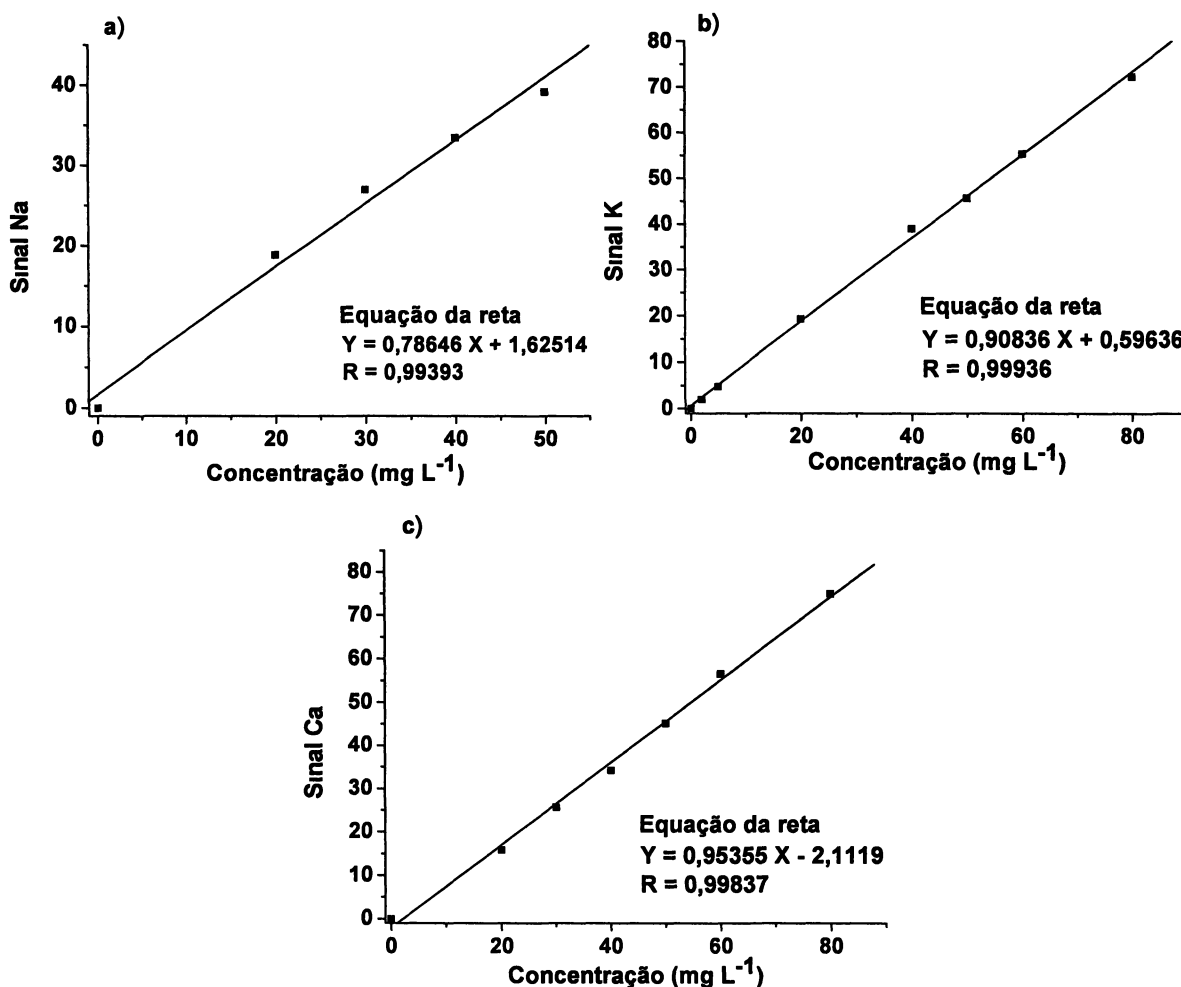 a)
40
30
20
10
0
Sinal Na
Equação da reta
Y = 0,78646 X + 1,62514
R = 0,99393
0 10 20 30 40 50
Concentração (mg L-1)
b)
80
70
60
50
40
30
20
10
0
Sinal K
Equação da reta
Y = 0,90836 X + 0,59636
R = 0,99936
0 20 40 60 80
Concentração (mg L-1)
c)
80
70
60
50
40
30
20
10
0
Sinal Ca
Equação da reta
Y = 0,95355 X - 2,1119
R = 0,99837
0 20 40 60 80
Concentração (mg L-1)